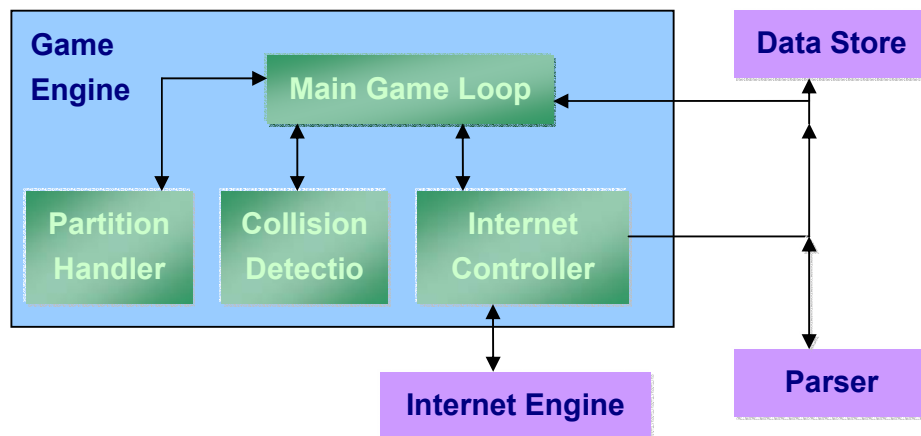 Game
Engine
Main Game Loop
Data Store
Partition
Handler
Collision
Detectio
Internet
Controller
Internet Engine
Parser